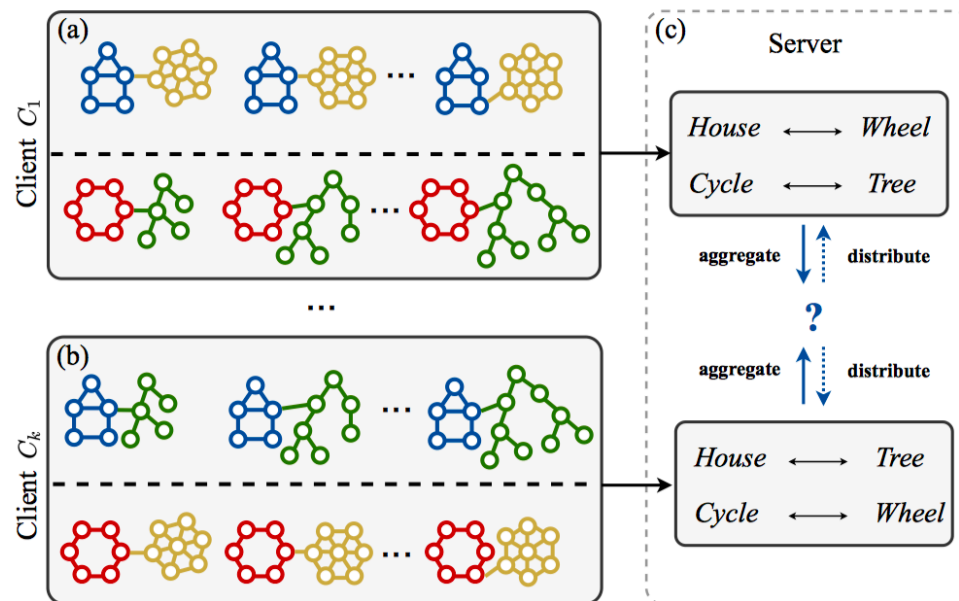 (a)
Client C1
...
...
...
(b)
Client Ck
...
...
(c)
Server
House Wheel
Cycle Tree
aggregate distribute
?
aggregate distribute
House Tree
Cycle Wheel